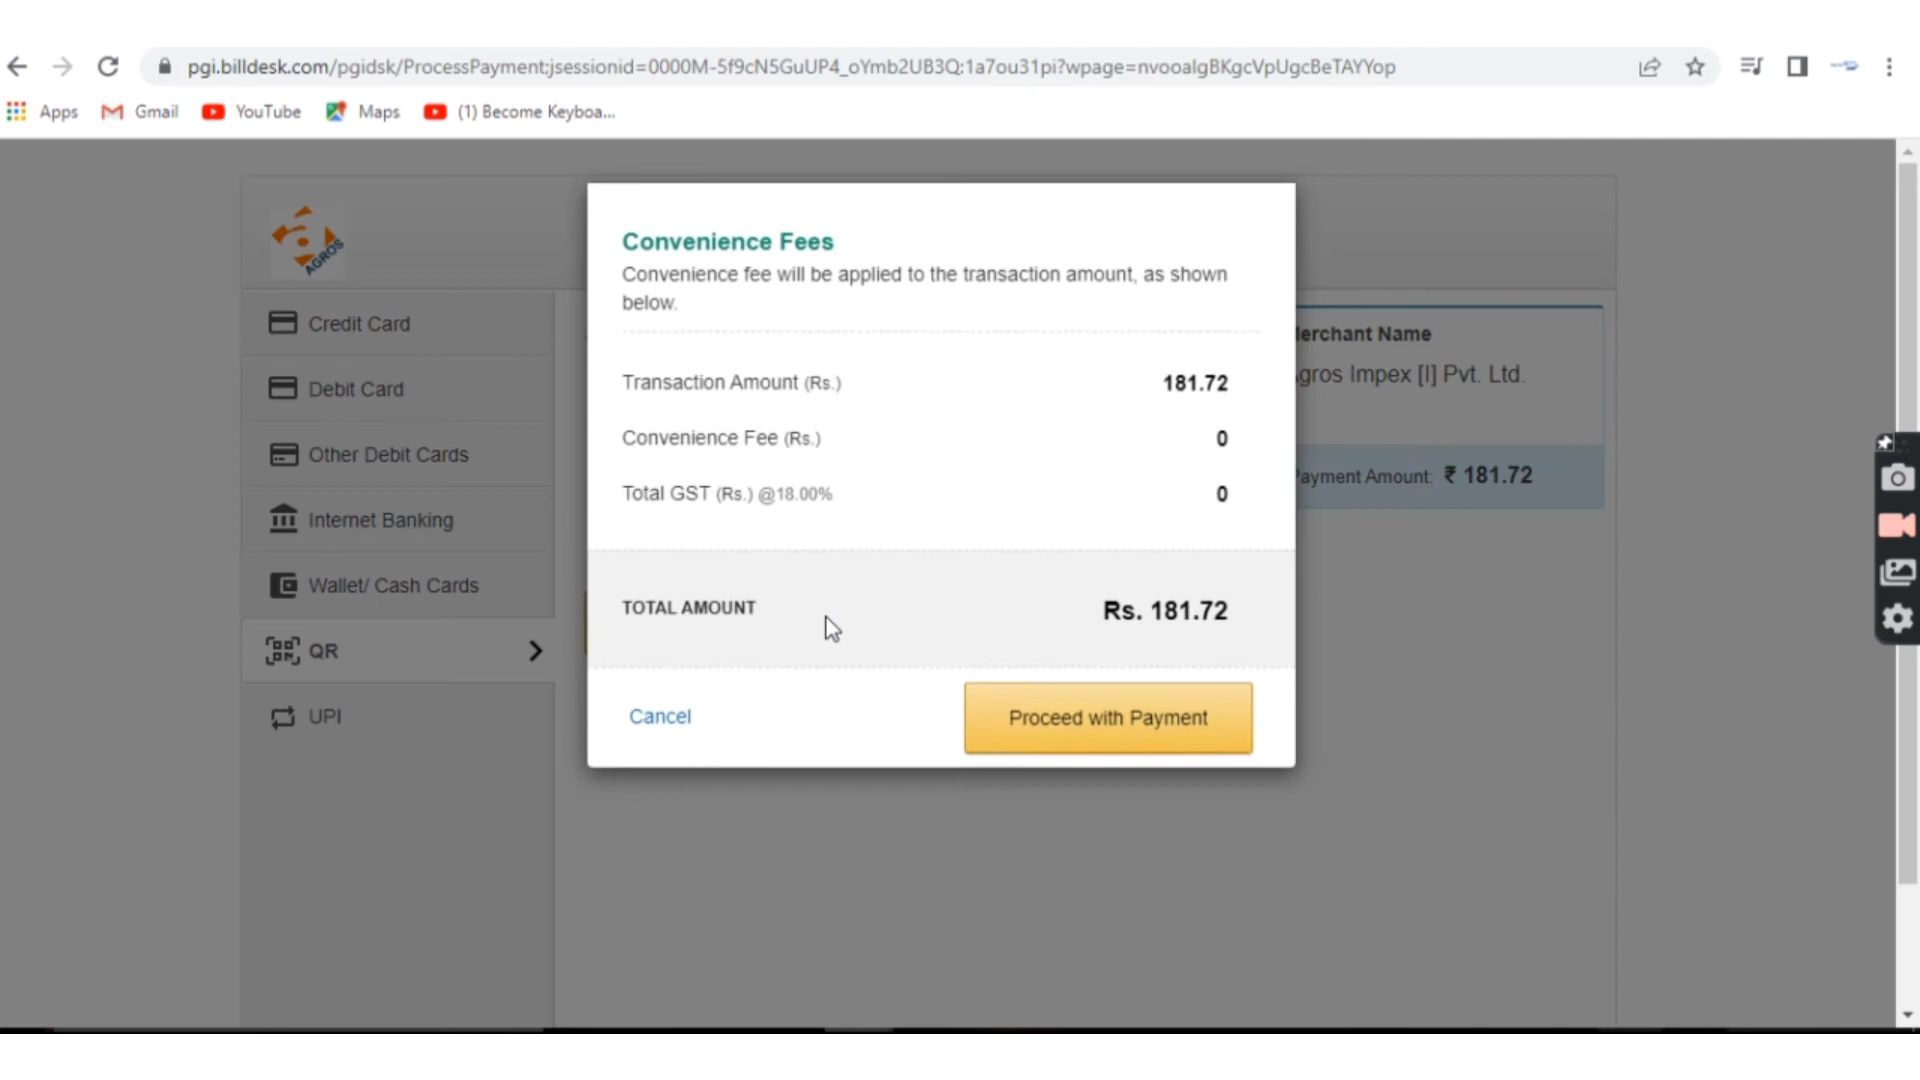 pgi.billdesk.com/pgidsk/ProcessPayment;jsessionid=0000M-5f9cN5GuUP4_oYmb2UB3Q:1a7ou31pi?wpage=nvooalgBKgcVpUgcBeTAYYop
Apps Gmail YouTube Maps (1) Become Keyboa...
AGROS
Convenience Fees
Convenience fee will be applied to the transaction amount, as shown
below.
Transaction Amount (Rs.) 181.72
Convenience Fee (Rs.) 0
Total GST (Rs.) @18.00% 0
TOTAL AMOUNT Rs. 181.72
Cancel Proceed with Payment
Credit Card
Debit Card
Other Debit Cards
Internet Banking
Wallet/ Cash Cards
QR
UPI
erchant Name
gros Impex [I] Pvt. Ltd.
ayment Amount: ₹ 181.72